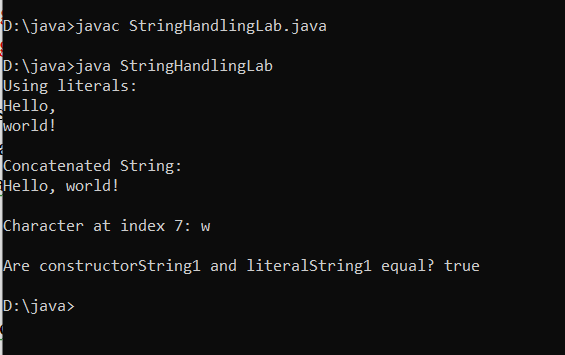 D:\java>javac StringHandlingLab.java
D:\java>java StringHandlingLab
Using literals:
Hello,
world!
Concatenated String:
Hello, world!
Character at index 7: w
Are constructorString1 and literalString1 equal? true
D:\java>